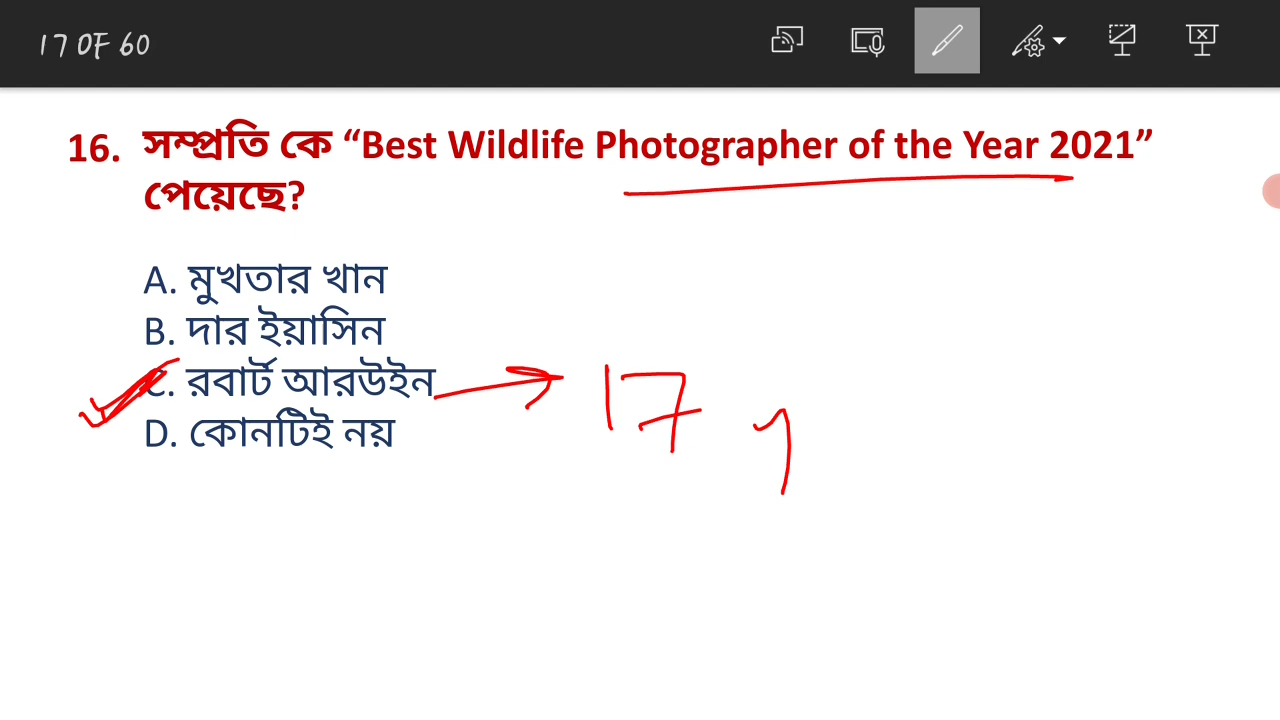 17 OF 60
16. সম্প্রতি কে “Best Wildlife Photographer of the Year 2021”
পেয়েছে?
A. মুখতার খান
B. দার ইয়াসিন
C. রবার্ট আরউইন
17 y
D. কোনটিই নয়